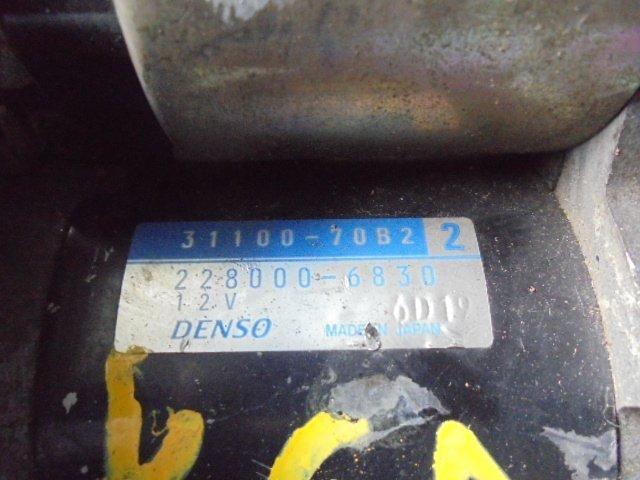 31100-70B2 2
228000-6830
12V 6D19
DENSO MADE IN JAPAN